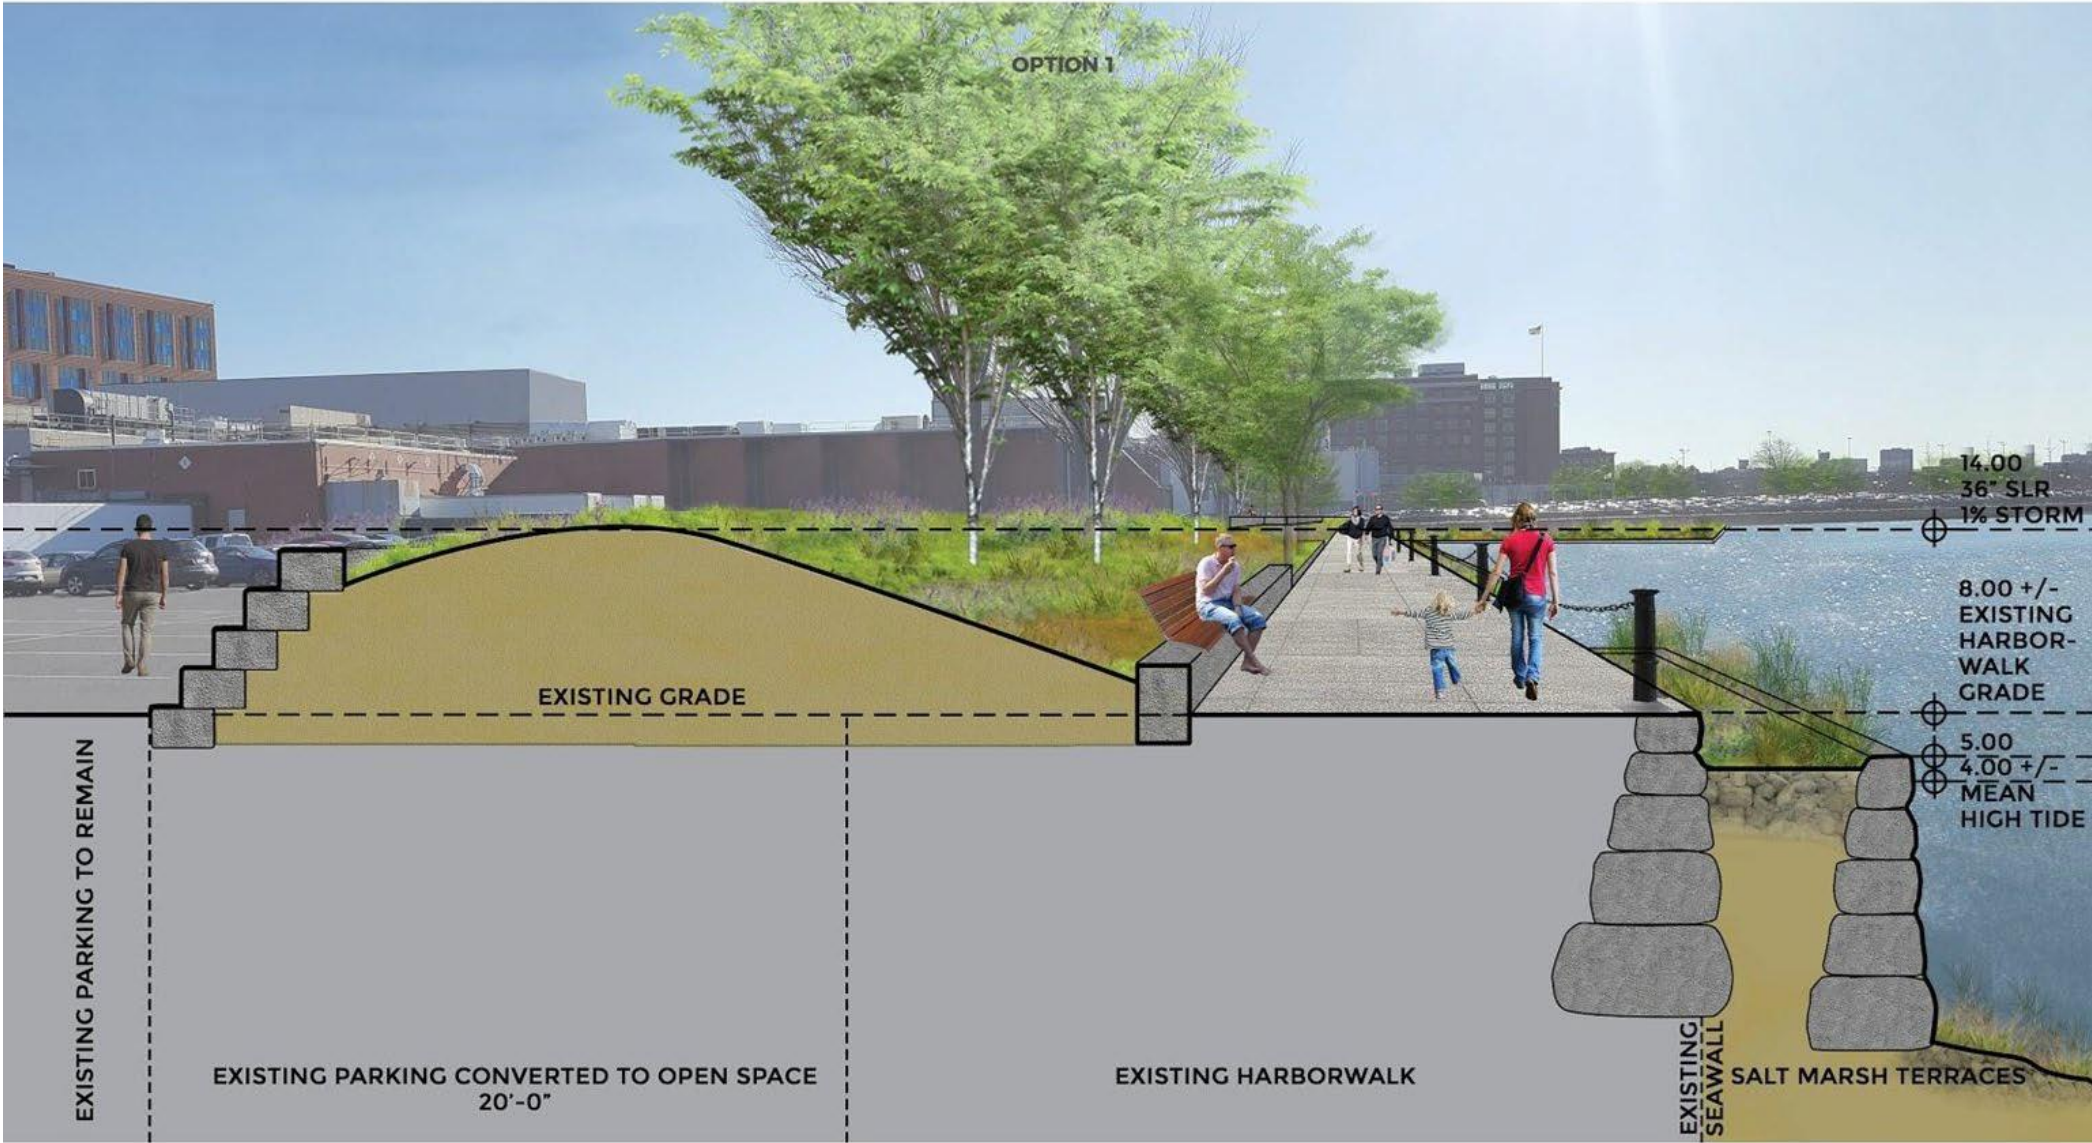 OPTION 1
14.00
36" SLR
1% STORM
8.00 +/-
EXISTING
HARBOR-
WALK
GRADE
5.00
4.00 +/-
MEAN
HIGH TIDE
EXISTING GRADE
EXISTING PARKING TO REMAIN
EXISTING PARKING CONVERTED TO OPEN SPACE
20'-0"
EXISTING HARBORWALK
EXISTING
SEAWALL
SALT MARSH TERRACES